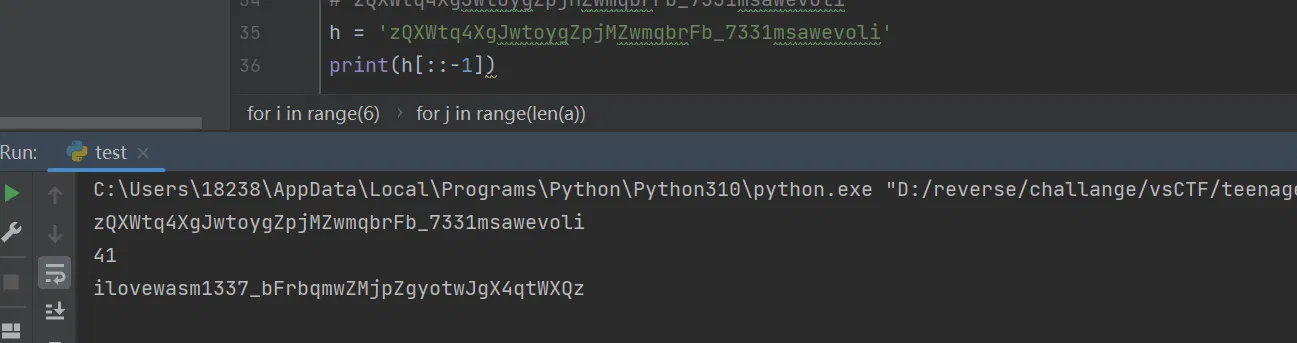 34 # zQXWtq4XgJwtoygZpjMZwmqbrFb_7331msawevoli
35 h = 'zQXWtq4XgJwtoygZpjMZwmqbrFb_7331msawevoli'
36 print(h[::-1])
for i in range(6) › for j in range(len(a))
Run: test ×
C:\Users\18238\AppData\Local\Programs\Python\Python310\python.exe "D:/reverse/challange/vsCTF/teenage
zQXWtq4XgJwtoygZpjMZwmqbrFb_7331msawevoli
41
ilovewasm1337_bFrbqmwZMjpZgyotwJgX4qtWXQz